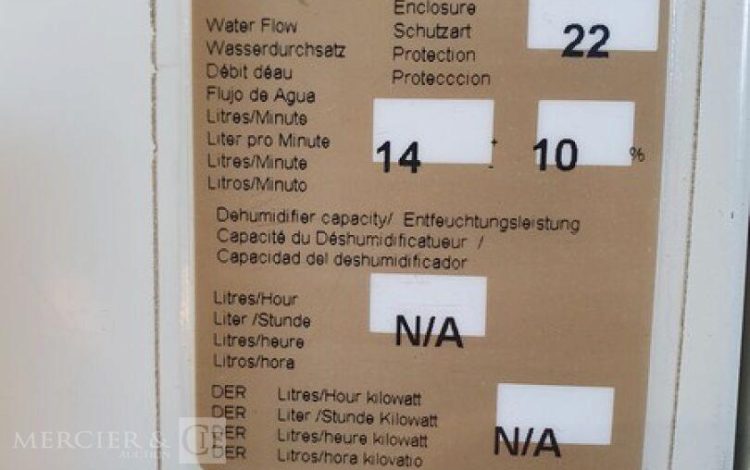 Enclosure
Water Flow Schutzart 22
Wasserdurchsatz Protection
Débit déau Proteccción
Flujo de Agua
Litres/Minute
Liter pro Minute 14 + - 10 %
Litres/Minute
Litros/Minuto
Dehumidifier capacity/ Entfeuchtungsleistung
Capacité du Déshumidificatueur /
Capacidad del deshumidificador
Litres/Hour
Liter /Stunde N/A
Litres/heure
Litros/hora
DER Litres/Hour kilowatt
DER Liter /Stunde Kilowatt
DER Litres/heure kilowatt N/A
DER Litros/hora kilovatio
MERCIER & CIE
AUCTION